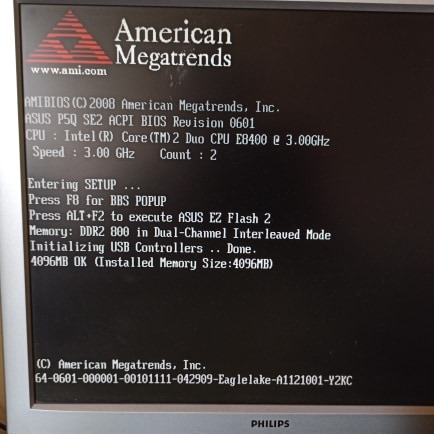 American
Megatrends
www.ami.com
AMIBIOS(C)2008 American Megatrends, Inc.
ASUS P5Q SE2 ACPI BIOS Revision 0601
CPU : Intel(R) Core(TM)2 Duo CPU E8400 @ 3.00GHz
Speed : 3.00 GHz Count : 2
Entering SETUP ...
Press F8 for BBS POPUP
Press ALT+F2 to execute ASUS EZ Flash 2
Memory: DDR2 800 in Dual-Channel Interleaved Mode
Initializing USB Controllers .. Done.
4096MB OK (Installed Memory Size:4096MB)
(C) American Megatrends, Inc.
64-0601-000001-00101111-042909-Eaglelake-A1121001-Y2KC
PHILIPS